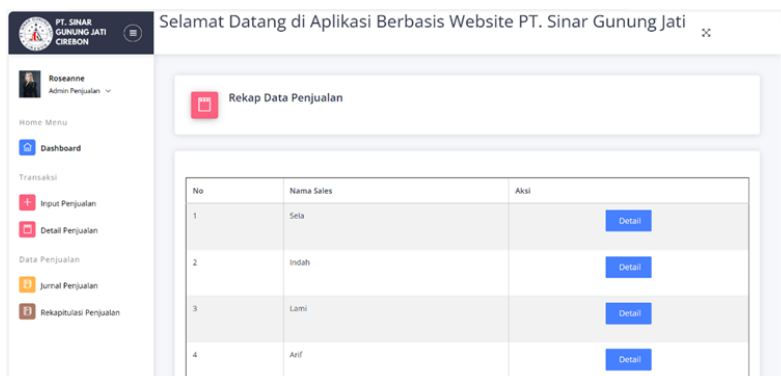 PT. SINAR
GUNUNG JATI
CIREBON
Selamat Datang di Aplikasi Berbasis Website PT. Sinar Gunung Jati
Roseanne
Admin Penjualan
Home Menu
Dashboard
Transaksi
Input Penjualan
Detail Penjualan
Data Penjualan
Jurnal Penjualan
Rekapitulasi Penjualan
Rekap Data Penjualan
No Nama Sales Aksi
1 Sela Detail
2 Indah Detail
3 Lami Detail
4 Arif Detail